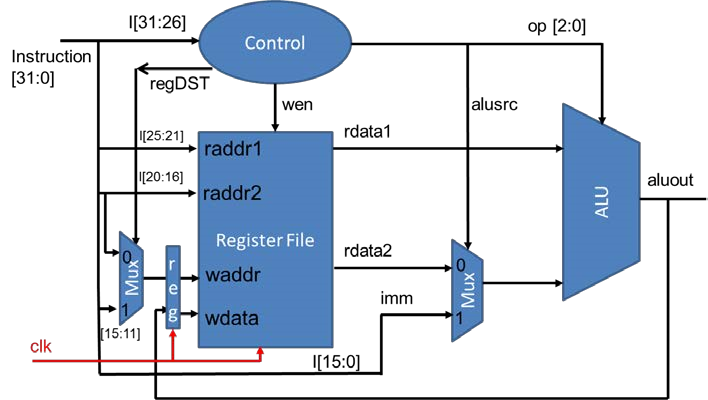 I[31:26]
Control
op [2:0]
Instruction
[31:0]
regDST
wen
alusrc
I[25:21]
raddr1
rdata1
I[20:16]
raddr2
aluout
ALU
Register File
rdata2
0
Mux
1
reg
waddr
wdata
imm
0
Mux
1
[15:11]
clk
I[15:0]